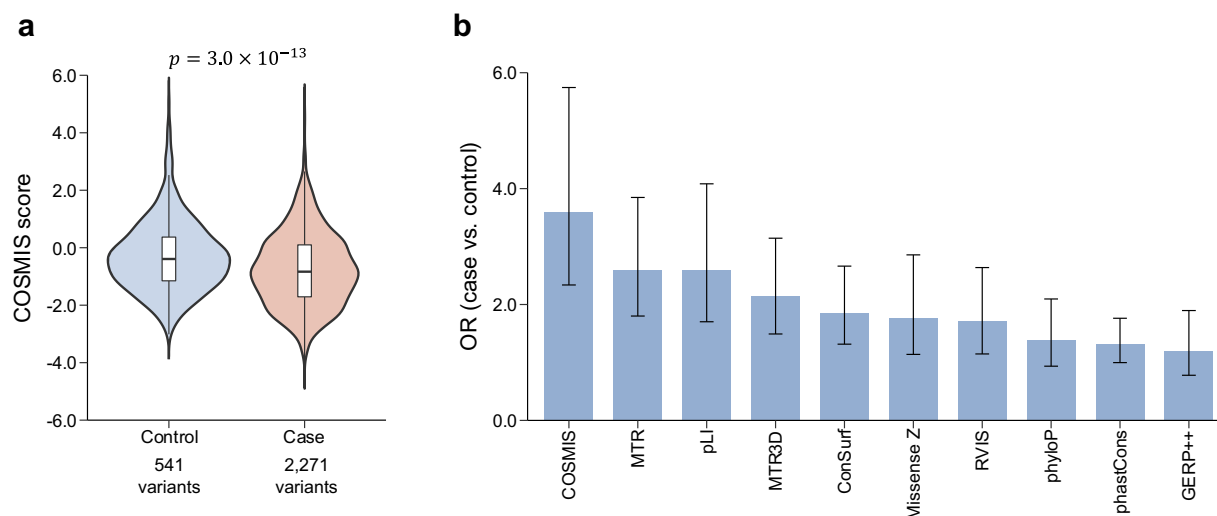 a
p = 3.0 × 10⁻¹³
COSMIS score
6.0
4.0
2.0
0.0
-2.0
-4.0
-6.0
Control
Case
541
variants
2,271
variants
b
OR (case vs. control)
6.0
4.0
2.0
0.0
COSMIS
MTR
pLI
MTR3D
ConSurf
Missense Z
RVIS
phyloP
phastCons
GERP++